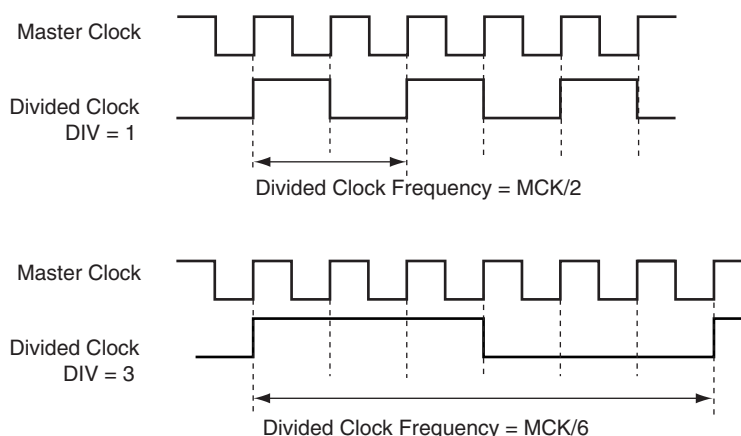 Master Clock
Divided Clock
DIV = 1
Divided Clock Frequency = MCK/2
Master Clock
Divided Clock
DIV = 3
Divided Clock Frequency = MCK/6